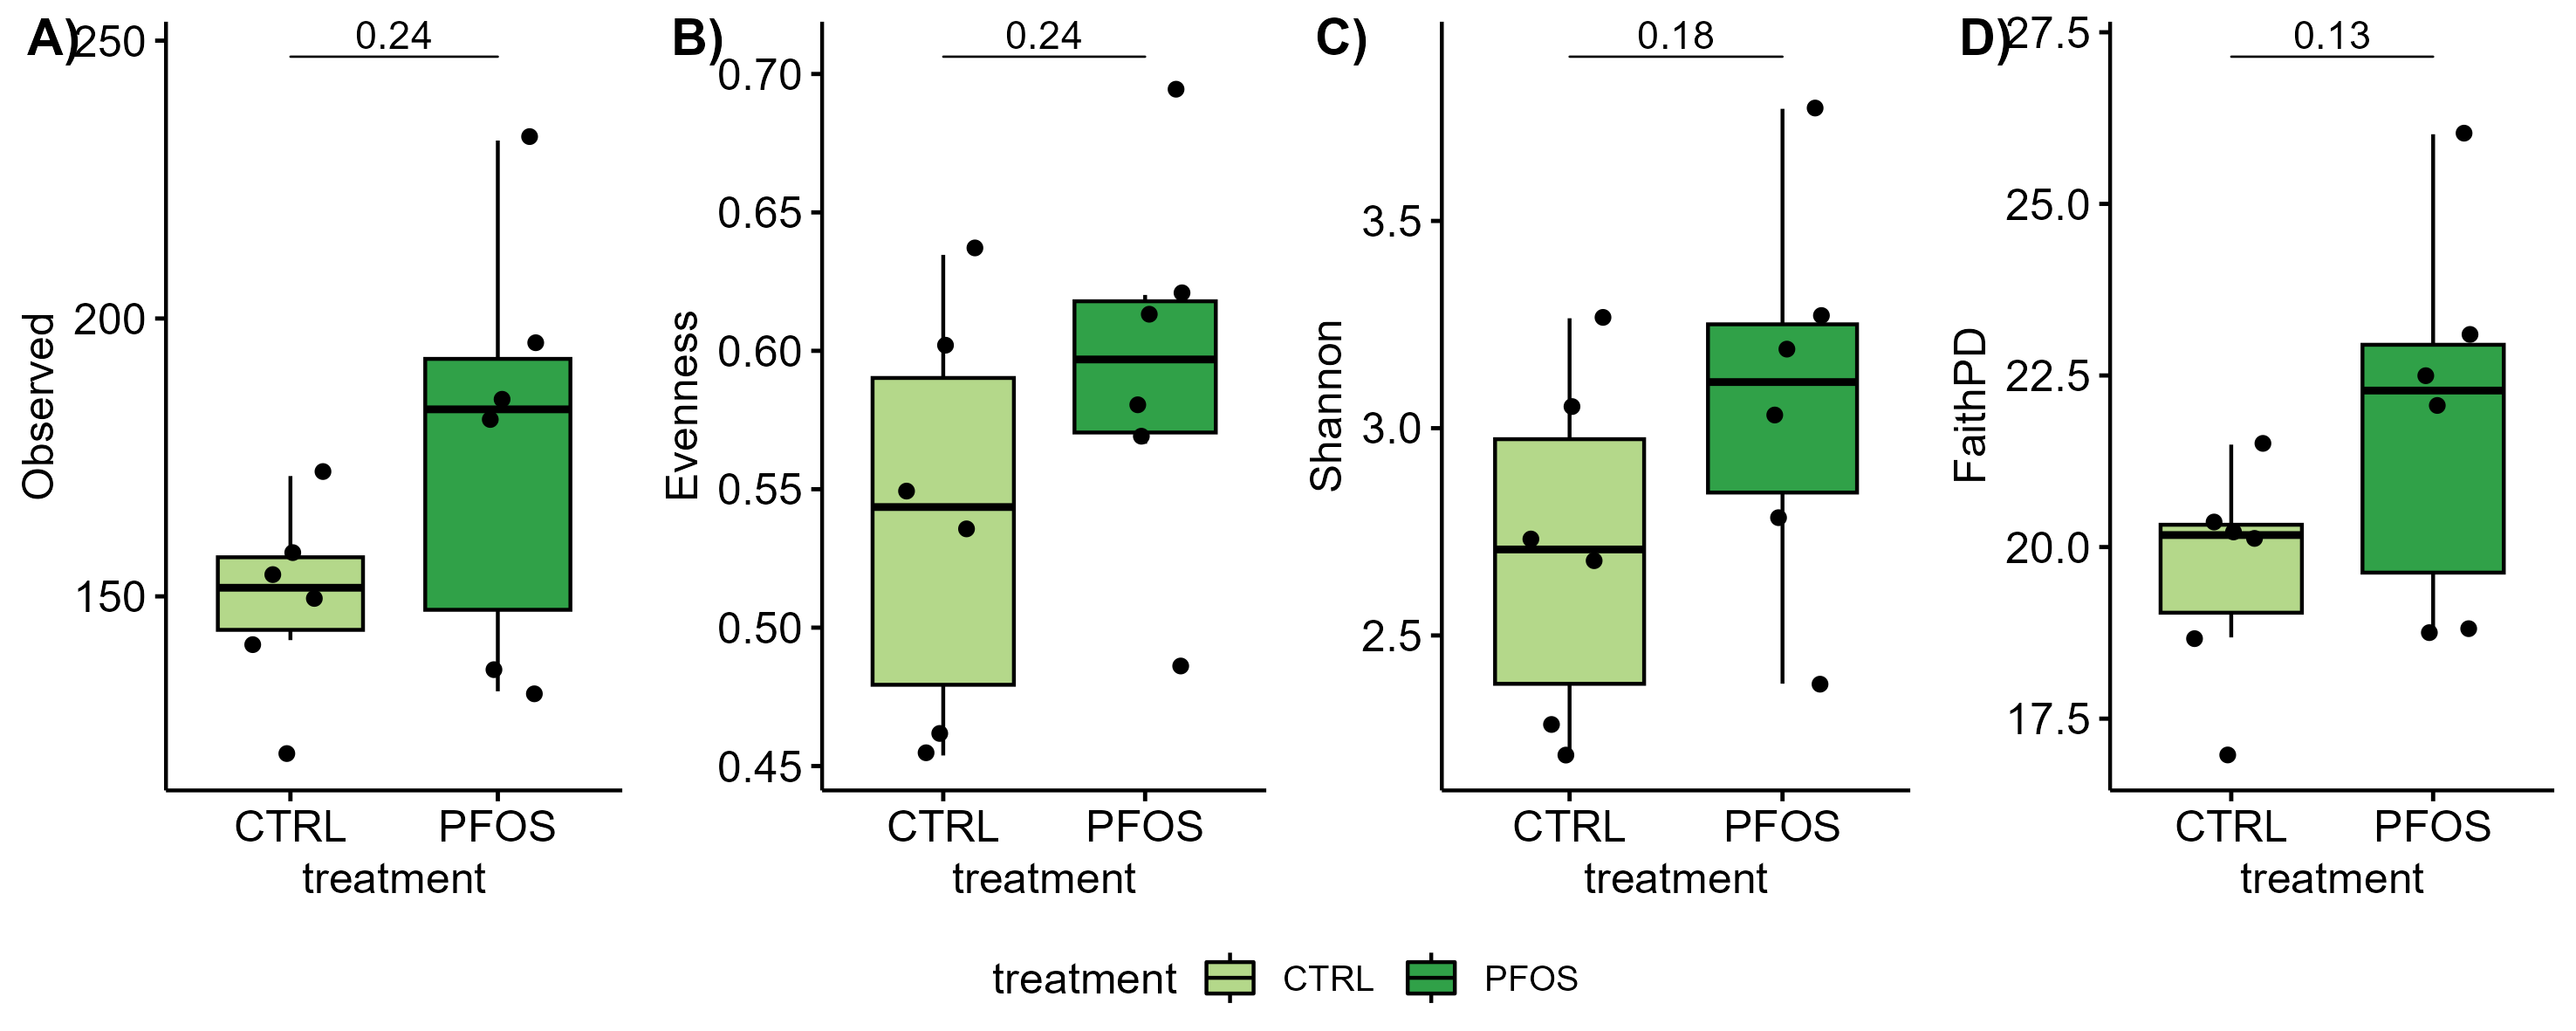 A)
0.24
250
200
150
Observed
CTRL PFOS
treatment
B)
0.24
0.70
0.65
0.60
0.55
0.50
0.45
Evenness
CTRL PFOS
treatment
C)
0.18
3.5
3.0
2.5
Shannon
CTRL PFOS
treatment
D)
0.13
27.5
25.0
22.5
20.0
17.5
FaithPD
CTRL PFOS
treatment
treatment CTRL PFOS